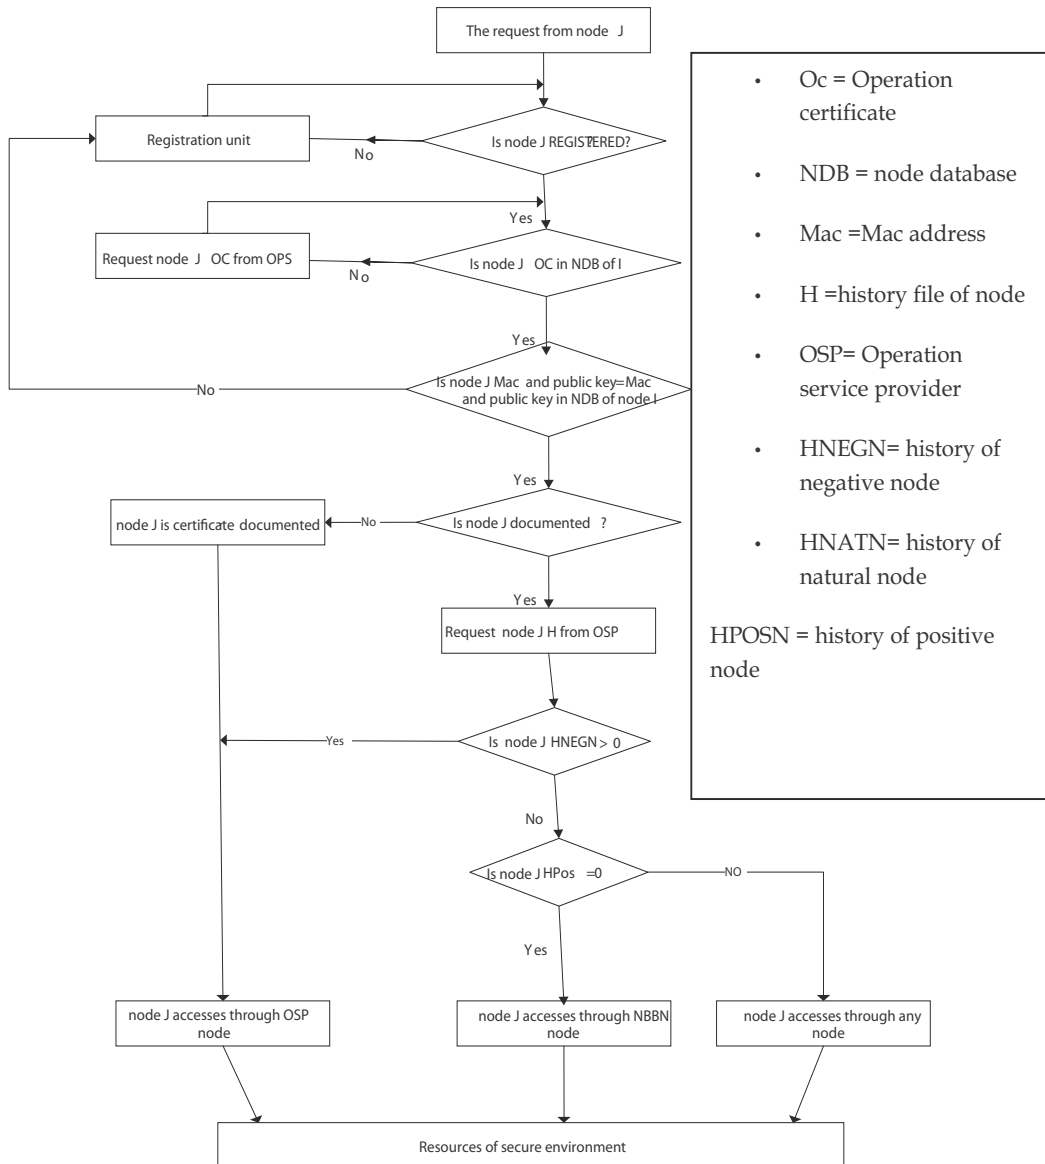 The request from node J
Registration unit
Is node J REGISTERED?
No
Yes
Request node J OC from OPS
Is node J OC in NDB of I
No
Yes
Is node J Mac and public key=Mac
and public key in NDB of node I
No
Yes
node J is certificate documented
No
Is node J documented ?
Yes
Request node J H from OSP
Is node J HNEGN > 0
Yes
No
Is node J HPos =0
NO
Yes
node J accesses through OSP
node
node J accesses through NBBN
node
node J accesses through any
node
Resources of secure environment
• Oc = Operation
certificate
• NDB = node database
• Mac =Mac address
• H =history file of node
• OSP= Operation
service provider
• HNEGN= history of
negative node
• HNATN= history of
natural node
HPOSN = history of positive
node